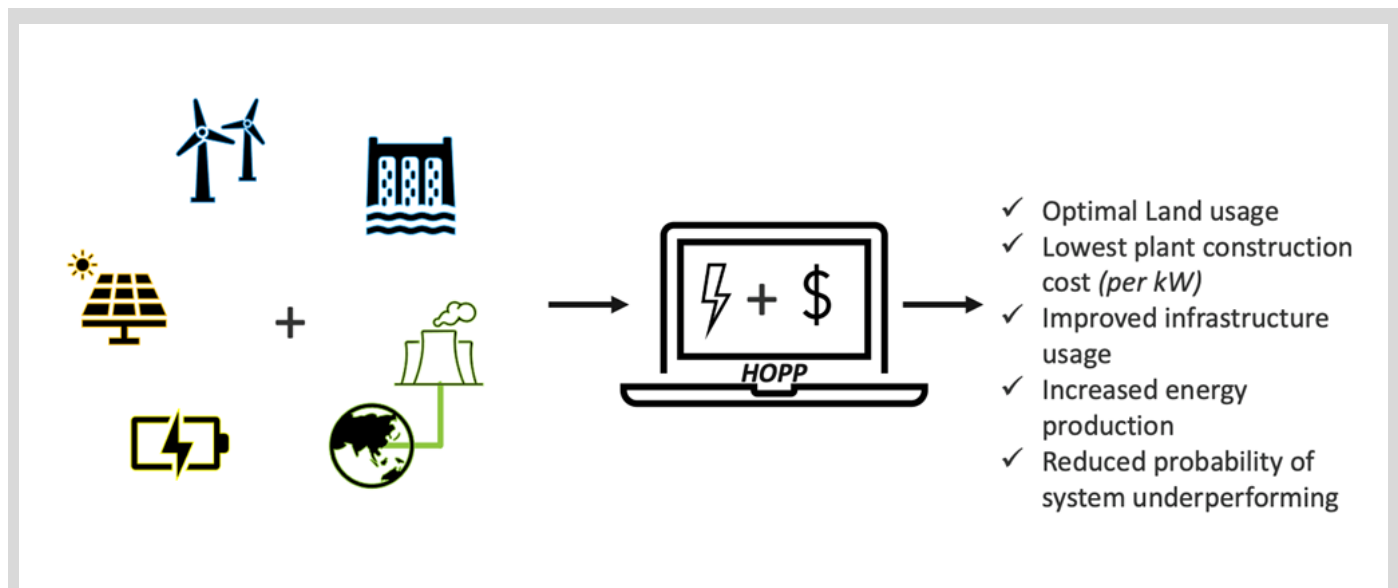 +
+ $
HOPP
✓ Optimal Land usage
✓ Lowest plant construction
cost (per kW)
✓ Improved infrastructure
usage
✓ Increased energy
production
✓ Reduced probability of
system underperforming